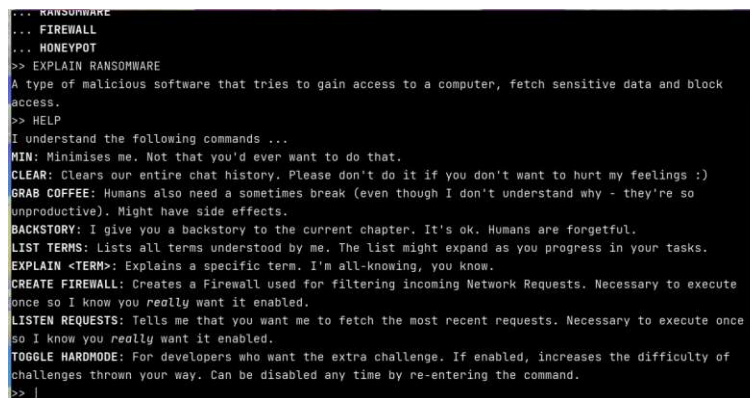 ... RANSOMWARE
... FIREWALL
... HONEYPOT
>> EXPLAIN RANSOMWARE
A type of malicious software that tries to gain access to a computer, fetch sensitive data and block
access.
>> HELP
I understand the following commands ...
MIN: Minimises me. Not that you'd ever want to do that.
CLEAR: Clears our entire chat history. Please don't do it if you don't want to hurt my feelings :)
GRAB COFFEE: Humans also need a sometimes break (even though I don't understand why - they're so
unproductive). Might have side effects.
BACKSTORY: I give you a backstory to the current chapter. It's ok. Humans are forgetful.
LIST TERMS: Lists all terms understood by me. The list might expand as you progress in your tasks.
EXPLAIN <TERM>: Explains a specific term. I'm all-knowing, you know.
CREATE FIREWALL: Creates a Firewall used for filtering incoming Network Requests. Necessary to execute
once so I know you really want it enabled.
LISTEN REQUESTS: Tells me that you want me to fetch the most recent requests. Necessary to execute once
so I know you really want it enabled.
TOGGLE HARDMODE: For developers who want the extra challenge. If enabled, increases the difficulty of
challenges thrown your way. Can be disabled any time by re-entering the command.
>> |